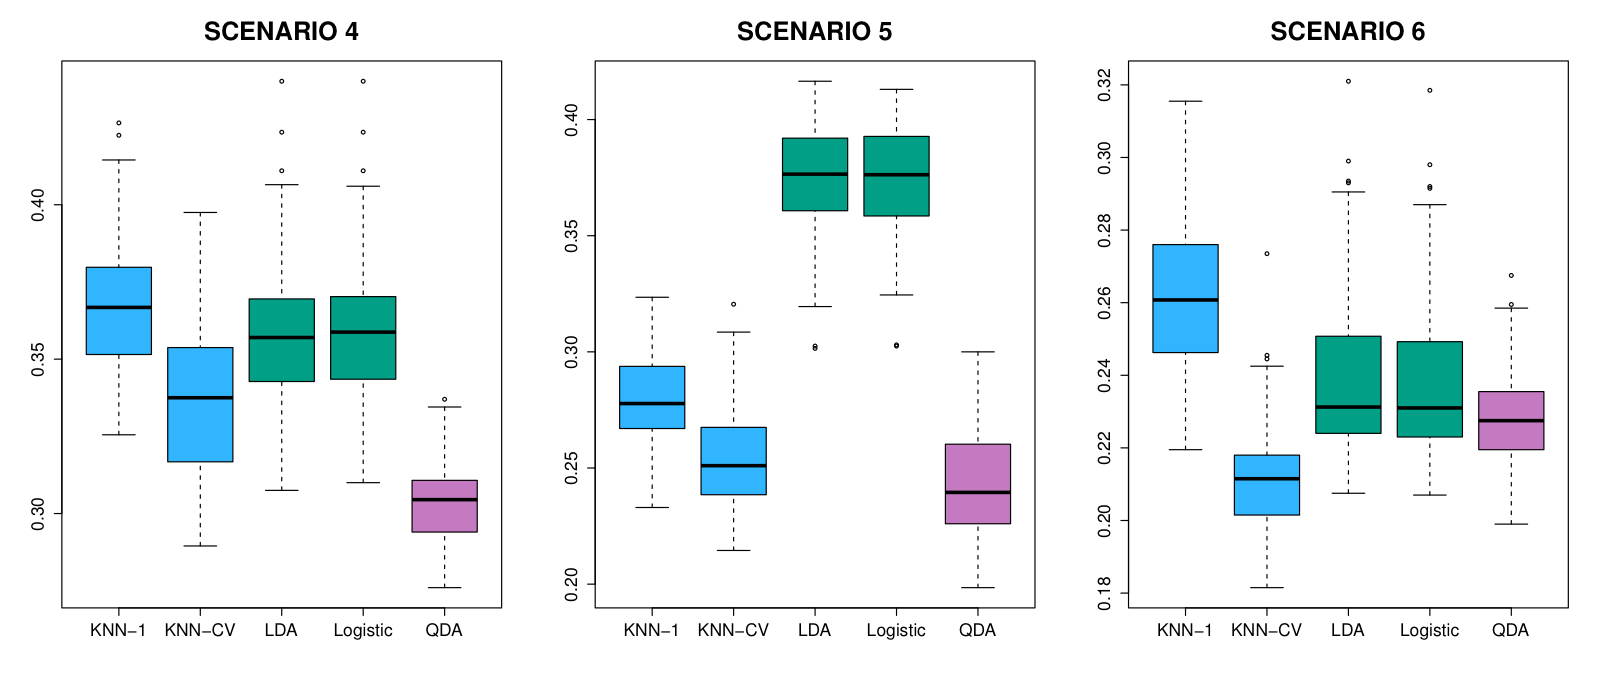 SCENARIO 4
0.40
0.35
0.30
KNN−1 KNN−CV LDA Logistic QDA
SCENARIO 5
0.40
0.35
0.30
0.25
0.20
KNN−1 KNN−CV LDA Logistic QDA
SCENARIO 6
0.32
0.30
0.28
0.26
0.24
0.22
0.20
0.18
KNN−1 KNN−CV LDA Logistic QDA